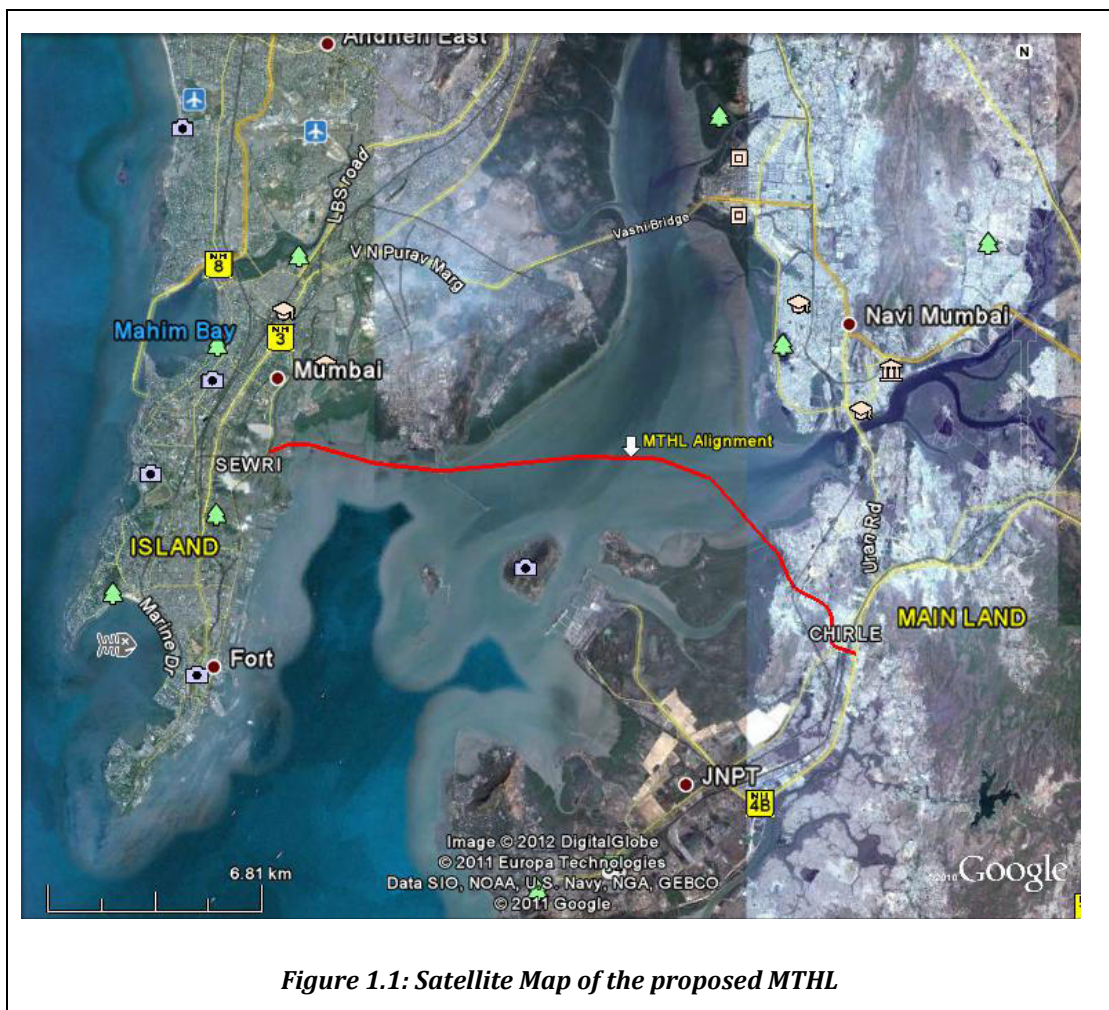 Andheri East
N
LBS road
Vashi Bridge
V N Purav Marg
NH
8
Navi Mumbai
Mahim Bay
NH
3
Mumbai
MTHL Alignment
SEWRI
Uran Rd
ISLAND
MAIN LAND
Marine Dr
CHIRLE
Fort
JNPT
NH
4B
Image © 2012 DigitalGlobe
© 2011 Europa Technologies
Data SIO, NOAA, U.S. Navy, NGA, GEBCO
© 2011 Google
©2010 Google
6.81 km
Figure 1.1: Satellite Map of the proposed MTHL